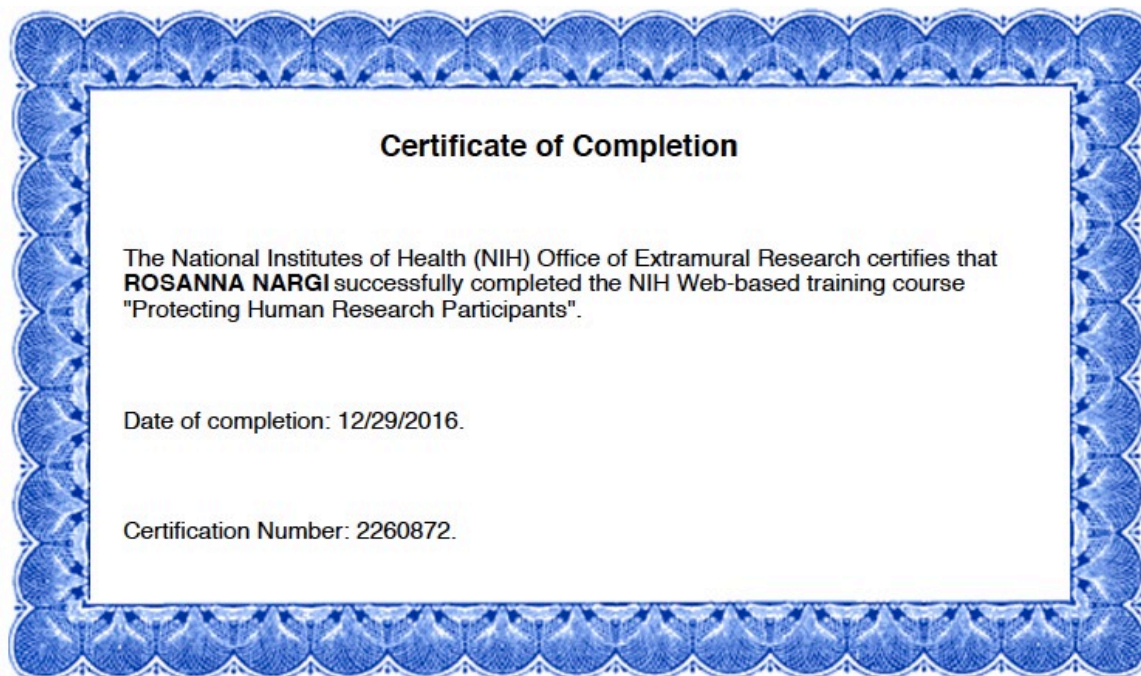 Certificate of Completion
The National Institutes of Health (NIH) Office of Extramural Research certifies that
ROSANNA NARGI successfully completed the NIH Web-based training course
"Protecting Human Research Participants".
Date of completion: 12/29/2016.
Certification Number: 2260872.